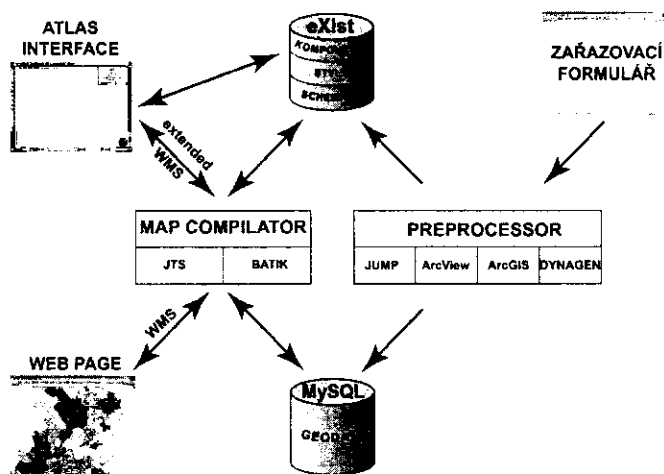 ATLAS
INTERFACE
eXist
ZAŘAZOVACÍ
FORMULÁŘ
extended
WMS
MAP COMPILATOR
JTS
BATIK
PREPROCESSOR
JUMP
ArcView
ArcGIS
DYNAGEN
WMS
WEB PAGE
MySQL